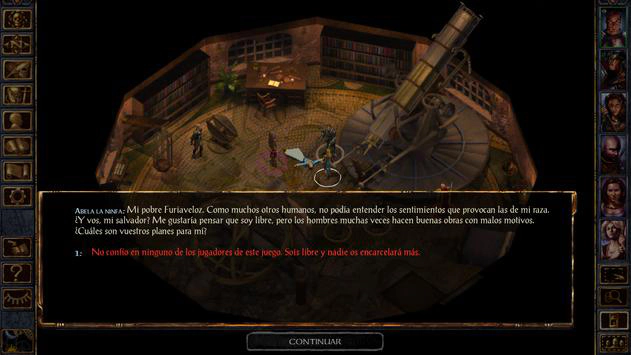 Abela la ninfa: Mi pobre Furiaveloz. Como muchos otros humanos, no podía entender los sentimientos que provocan las de mi raza.
¿Y vos, mi salvador? Me gustaría pensar que soy libre, pero los hombres muchas veces hacen buenas obras con malos motivos.
¿Cuáles son vuestros planes para mí?
1: No confío en ninguno de los jugadores de este juego. Sois libre y nadie os encarcelará más.
CONTINUAR